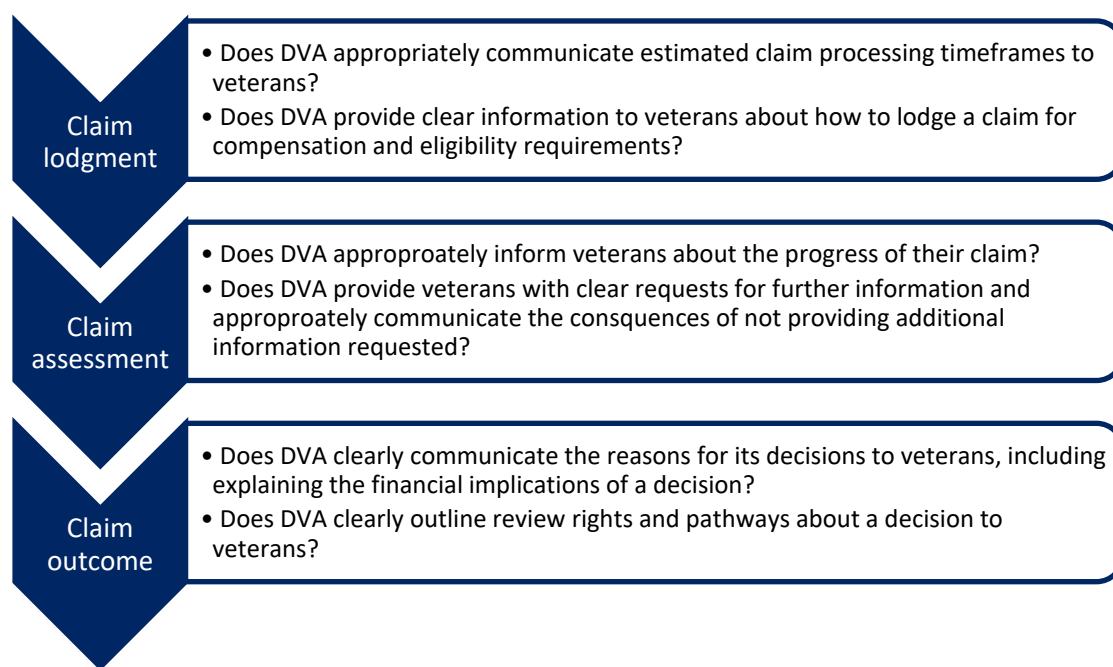 Claim
lodgment
• Does DVA appropriately communicate estimated claim processing timeframes to
veterans?
• Does DVA provide clear information to veterans about how to lodge a claim for
compensation and eligibility requirements?
Claim
assessment
• Does DVA approproately inform veterans about the progress of their claim?
• Does DVA provide veterans with clear requests for further information and
approproately communicate the consquences of not providing additional
information requested?
Claim
outcome
• Does DVA clearly communicate the reasons for its decisions to veterans, including
explaining the financial implications of a decision?
• Does DVA clearly outline review rights and pathways about a decision to
veterans?